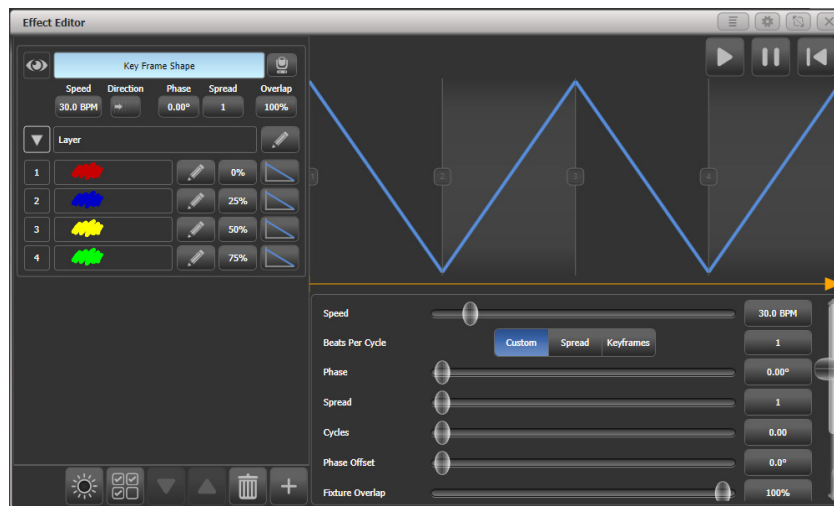 Effect Editor
Key Frame Shape
Speed Direction Phase Spread Overlap
30.0 BPM 0.00° 1 100%
Layer
1 0%
2 25%
3 50%
4 75%
1 2 3 4
Speed 30.0 BPM
Beats Per Cycle Custom Spread Keyframes 1
Phase 0.00°
Spread 1
Cycles 0.00
Phase Offset 0.0°
Fixture Overlap 100%